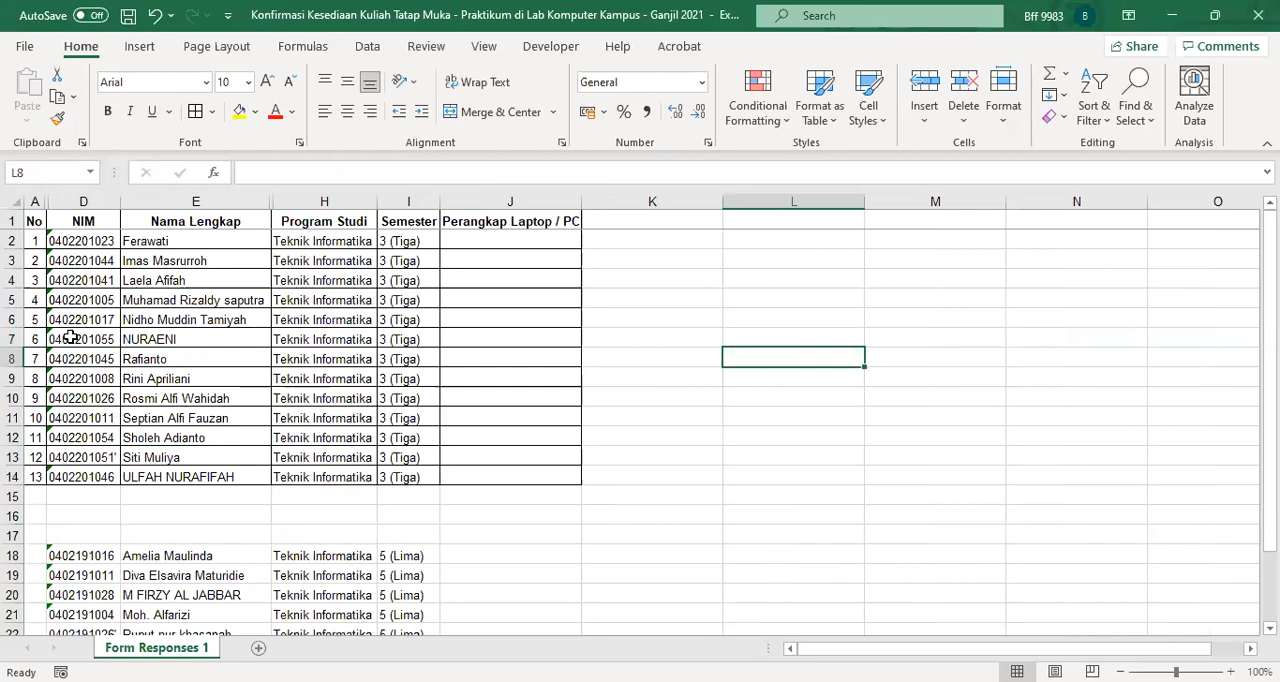 AutoSave Off Konfirmasi Kesediaan Kuliah Tatap Muka - Praktikum di Lab Komputer Kampus - Ganjil 2021 - Ex... Search Bff 9983 B
File Home Insert Page Layout Formulas Data Review View Developer Help Acrobat Share Comments
Paste Arial 10 Wrap Text General Conditional Formatting Format as Table Cell Styles Insert Delete Format Sort & Filter Find & Select Analyze Data
B I U Merge & Center
Clipboard Font Alignment Number Styles Cells Editing Analysis
L8 fx
A D E H I J K L M N O
1 No NIM Nama Lengkap Program Studi Semester Perangkap Laptop / PC
2 1 0402201023 Ferawati Teknik Informatika 3 (Tiga)
3 2 0402201044 Imas Masrurroh Teknik Informatika 3 (Tiga)
4 3 0402201041 Laela Afifah Teknik Informatika 3 (Tiga)
5 4 0402201005 Muhamad Rizaldy saputra Teknik Informatika 3 (Tiga)
6 5 0402201017 Nidho Muddin Tamiyah Teknik Informatika 3 (Tiga)
7 6 0402201055 NURAENI Teknik Informatika 3 (Tiga)
8 7 0402201045 Rafianto Teknik Informatika 3 (Tiga)
9 8 0402201008 Rini Apriliani Teknik Informatika 3 (Tiga)
10 9 0402201026 Rosmi Alfi Wahidah Teknik Informatika 3 (Tiga)
11 10 0402201011 Septian Alfi Fauzan Teknik Informatika 3 (Tiga)
12 11 0402201054 Sholeh Adianto Teknik Informatika 3 (Tiga)
13 12 0402201051' Siti Muliya Teknik Informatika 3 (Tiga)
14 13 0402201046 ULFAH NURAFIFAH Teknik Informatika 3 (Tiga)
15
16
17
18 0402191016 Amelia Maulinda Teknik Informatika 5 (Lima)
19 0402191011 Diva Elsavira Maturidie Teknik Informatika 5 (Lima)
20 0402191028 M FIRZY AL JABBAR Teknik Informatika 5 (Lima)
21 0402191004 Moh. Alfarizi Teknik Informatika 5 (Lima)
22 0402191026' nur khasanah Teknik Informatika 5 (Lima)
Form Responses 1
Ready 100%